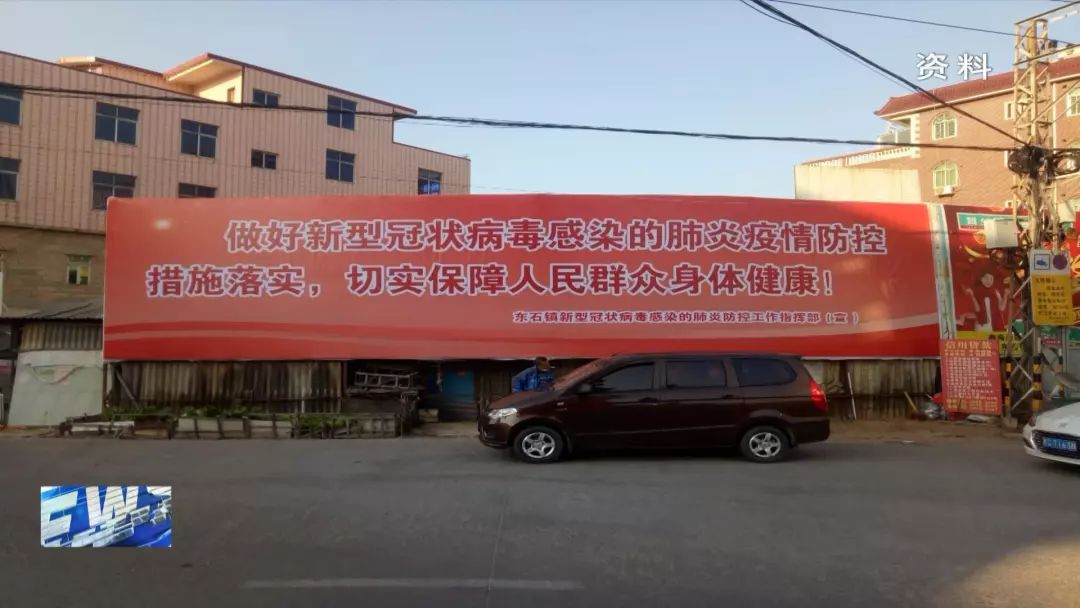 资料
做好新型冠状病毒感染的肺炎疫情防控
措施落实，切实保障人民群众身体健康！
东石镇新型冠状病毒感染的肺炎防控工作指挥部（宣）